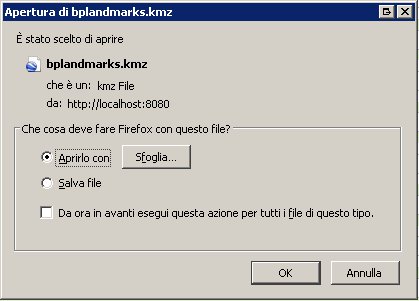 Apertura di bplandmarks.kmz
È stato scelto di aprire
bplandmarks.kmz
che è un: kmz File
da: http://localhost:8080
Che cosa deve fare Firefox con questo file?
Aprirlo con Sfoglia...
Salva file
Da ora in avanti esegui questa azione per tutti i file di questo tipo.
OK Annulla